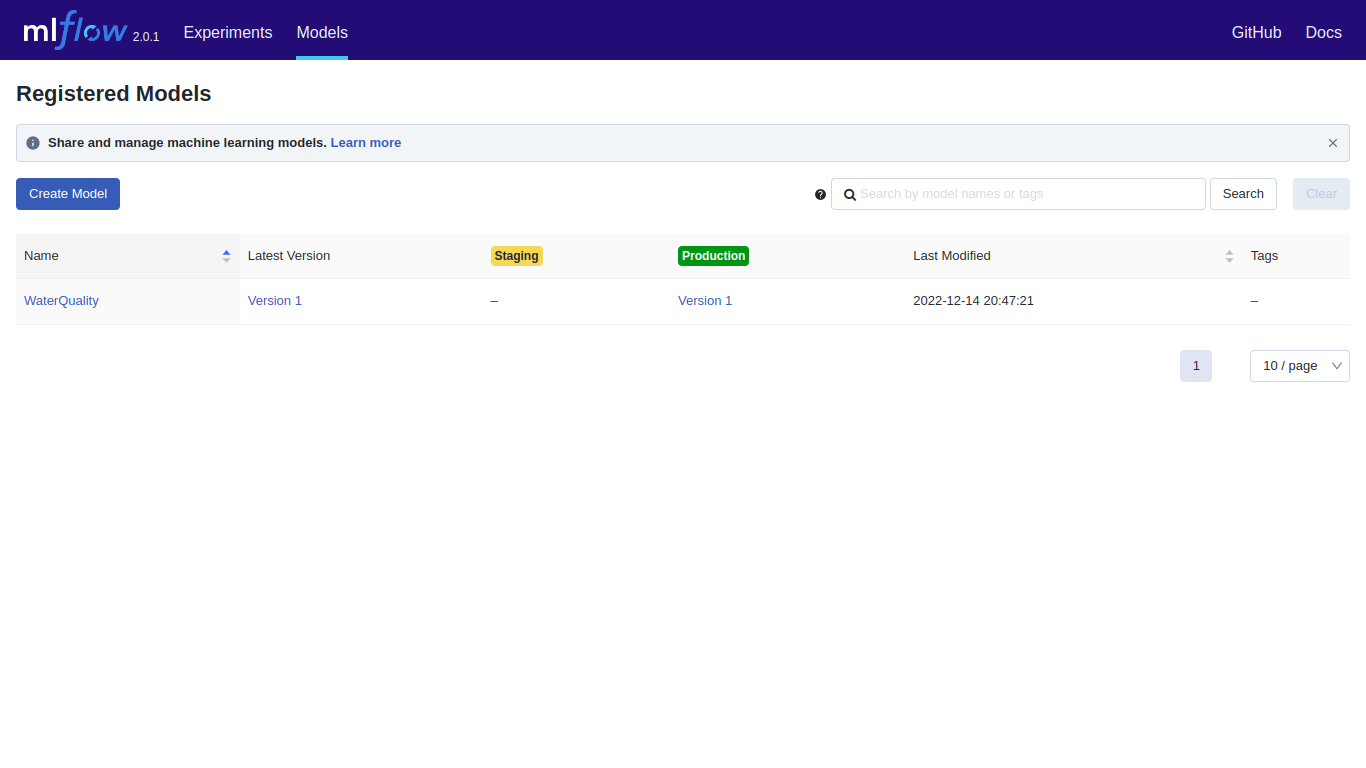 mlflow 2.0.1 Experiments Models GitHub Docs
Registered Models
Share and manage machine learning models. Learn more
Create Model Search by model names or tags Search Clear
Name Latest Version Staging Production Last Modified Tags
WaterQuality Version 1 – Version 1 2022-12-14 20:47:21 –
1 10 / page